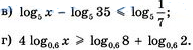 в) log₅ x − log₅ 35 ⩽ log₅ 1/7;
г) 4 log₀,₆ x ⩾ log₀,₆ 8 + log₀,₆ 2.